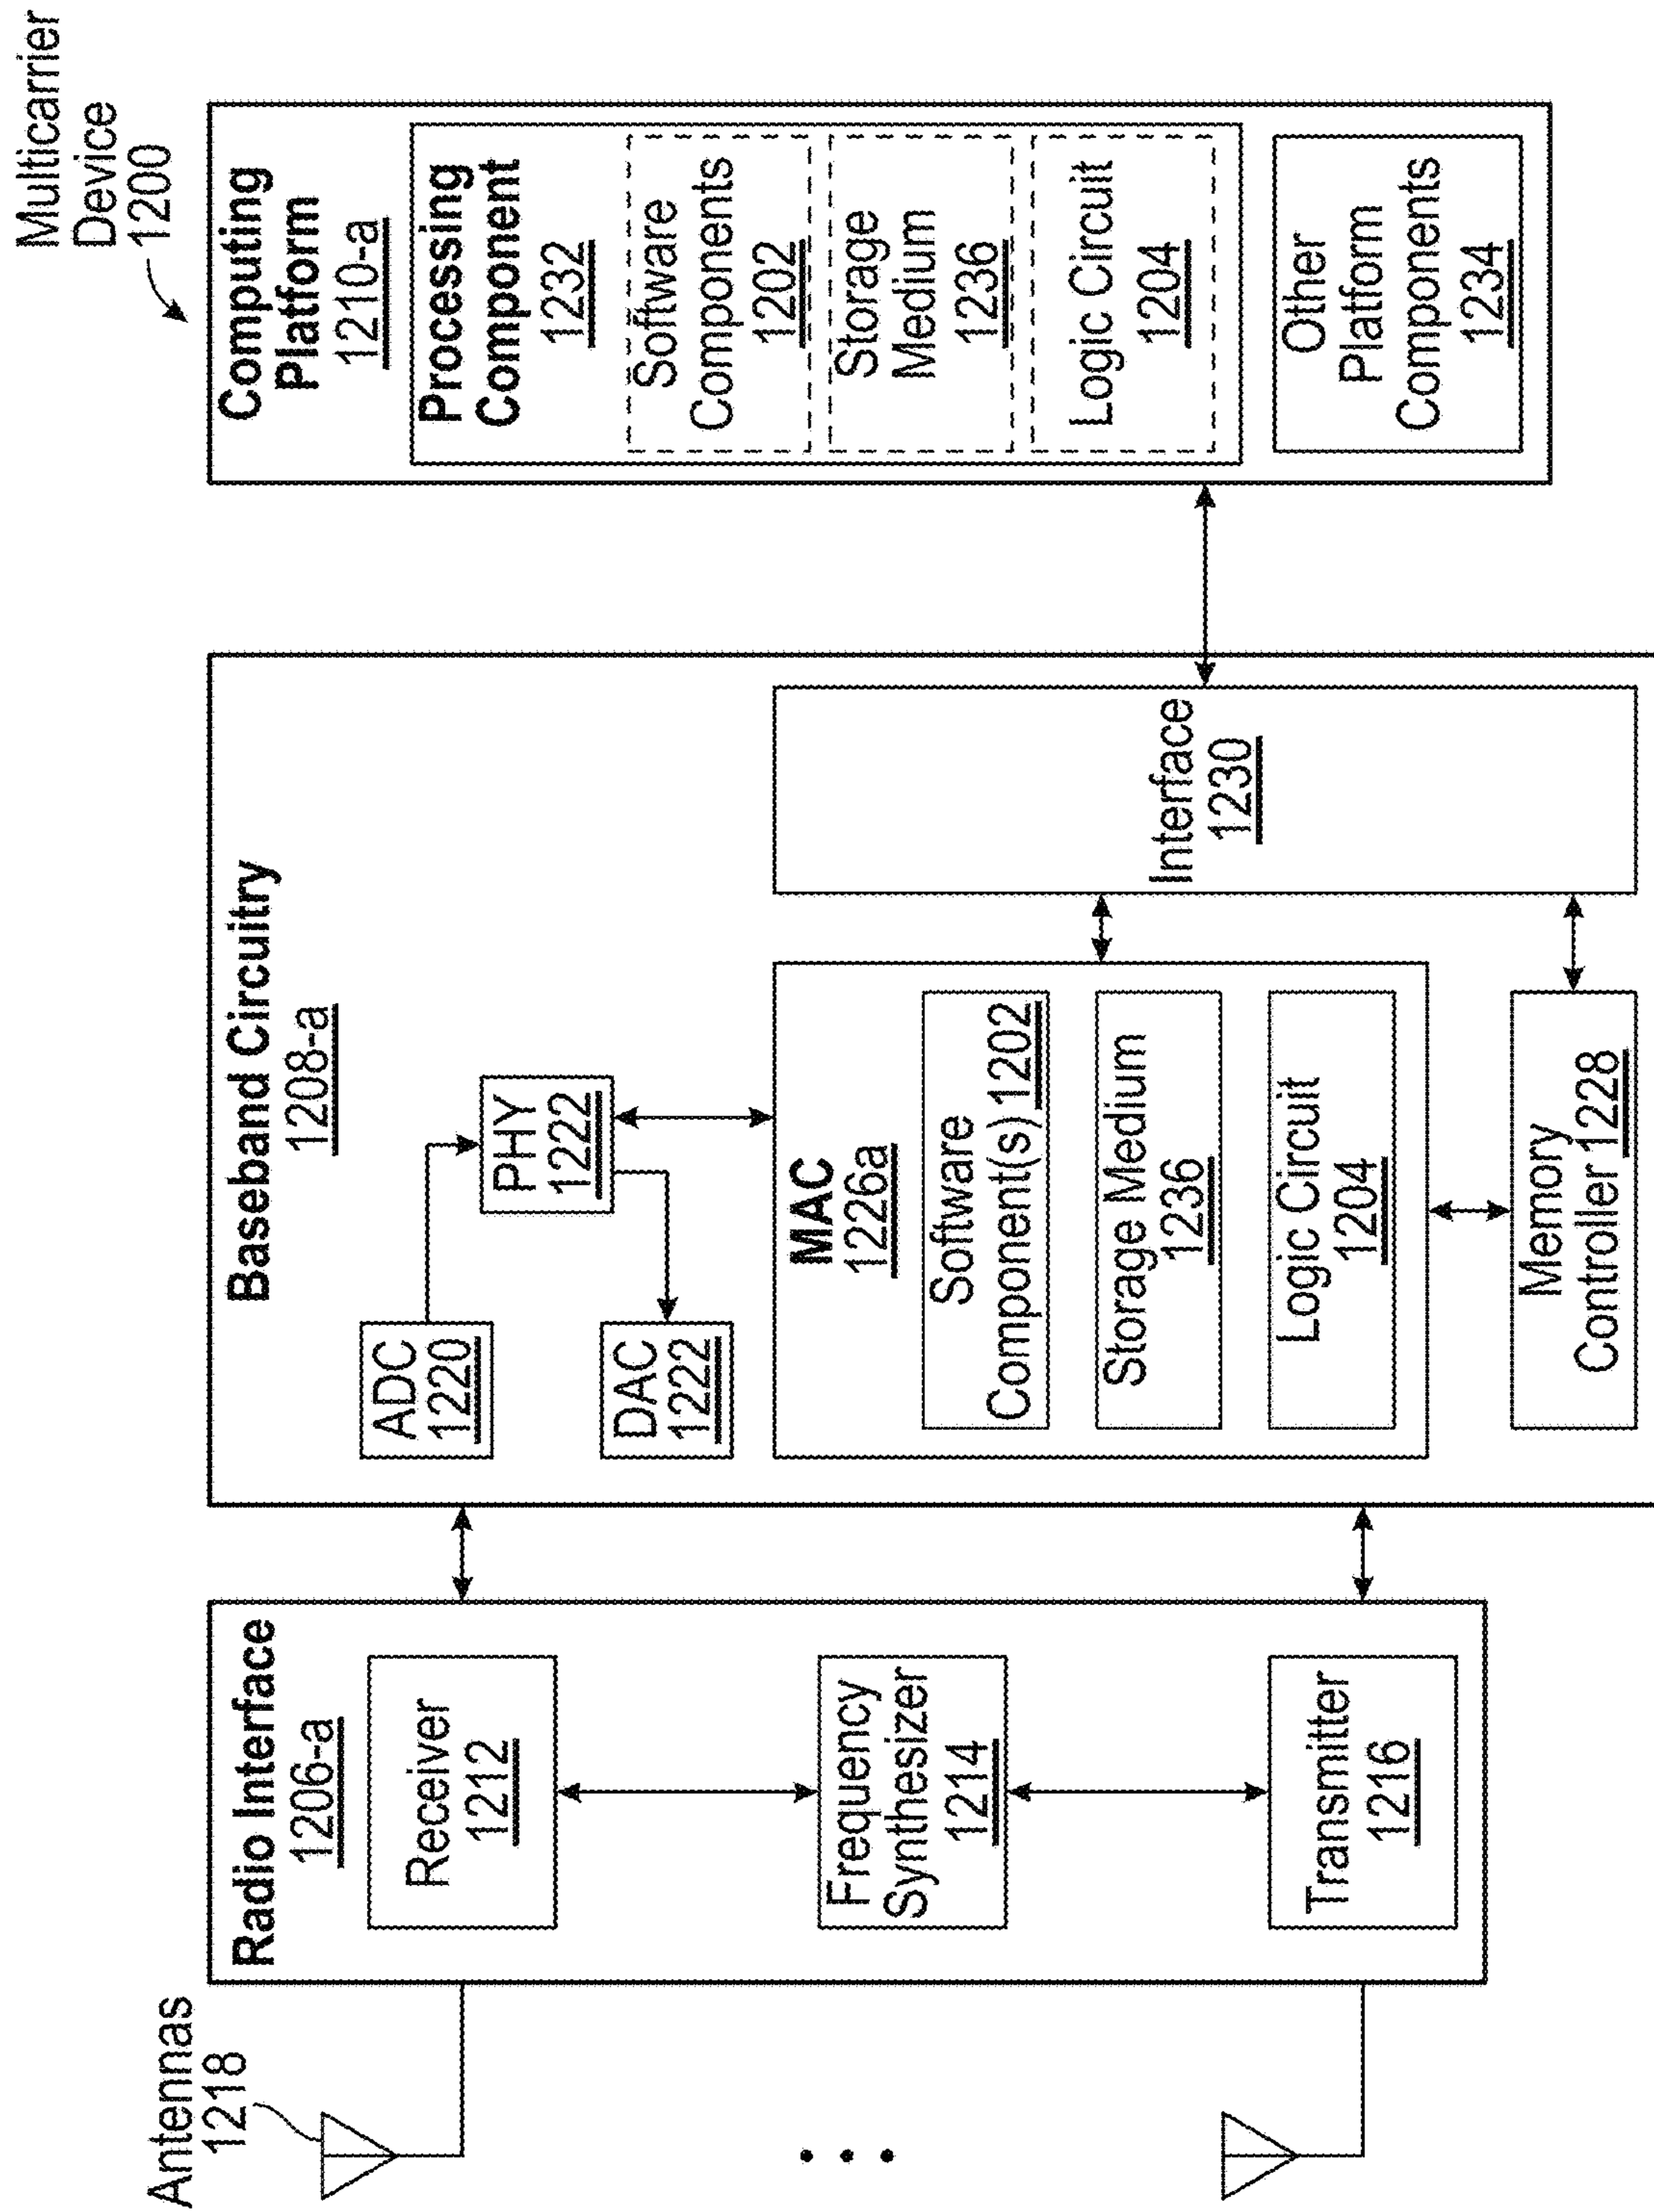 Multicarrier
Device
1200
Antennas
1218
Radio Interface
1206-a
Receiver
1212
Frequency
Synthesizer
1214
Transmitter
1216
Baseband Circuitry
1208-a
ADC
1220
PHY
1222
DAC
1222
MAC
1226a
Software
Component(s) 1202
Storage Medium
1236
Logic Circuit
1204
Memory
Controller 1228
Interface
1230
Computing
Platform
1210-a
Processing
Component
1232
Software
Components
1202
Storage
Medium
1236
Logic Circuit
1204
Other
Platform
Components
1234